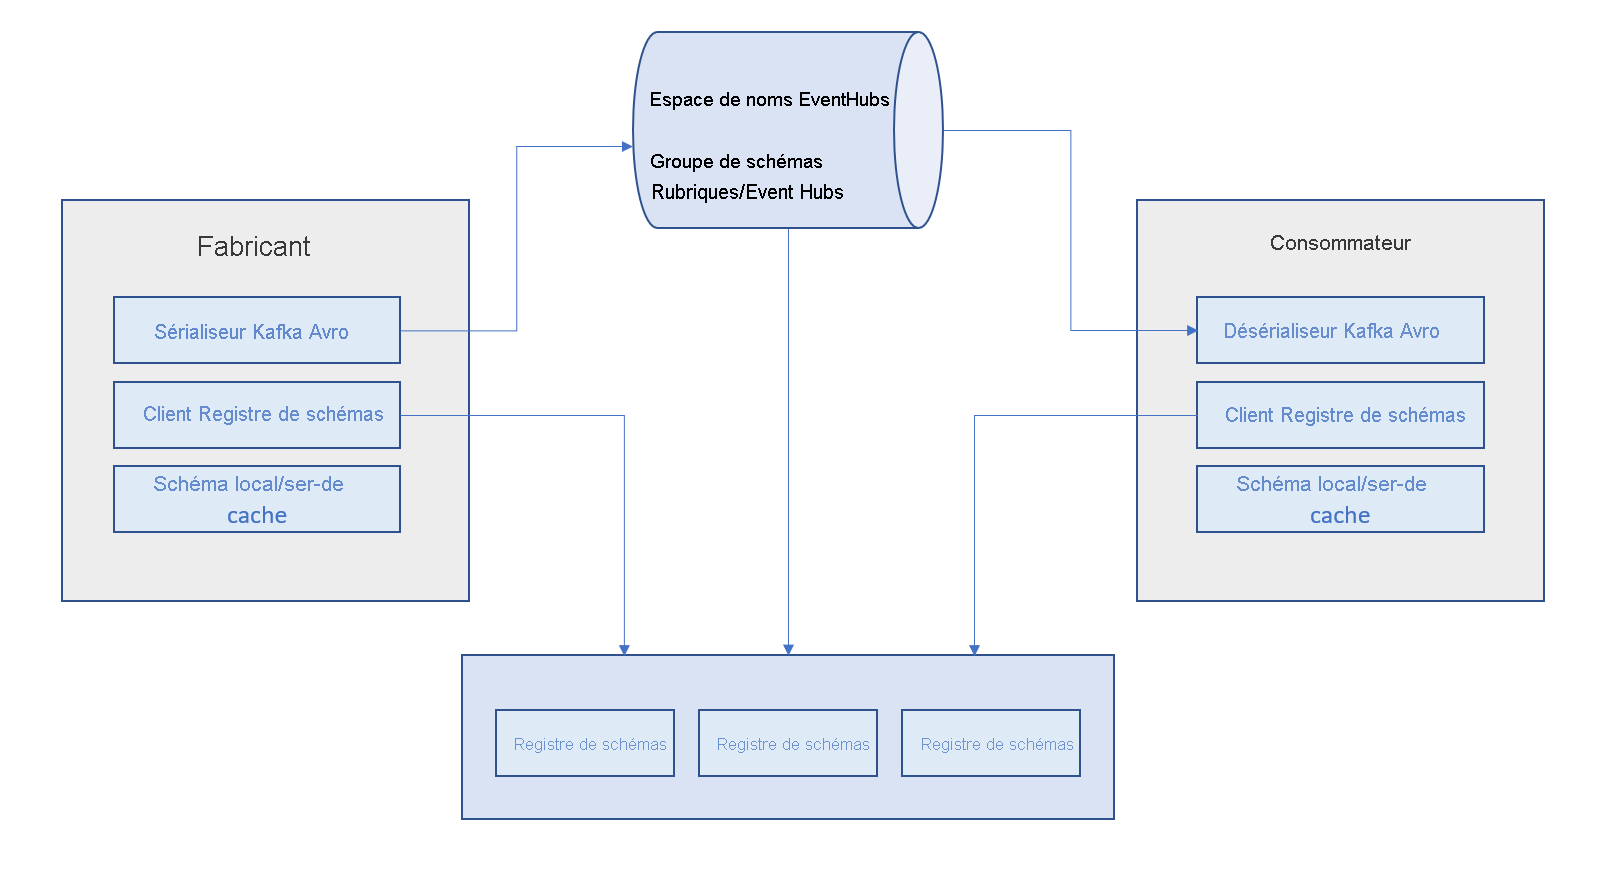 Espace de noms EventHubs
Groupe de schémas
Rubriques/Event Hubs
Fabricant
Sérialiseur Kafka Avro
Client Registre de schémas
Schéma local/ser-de
cache
Consommateur
Désérialiseur Kafka Avro
Client Registre de schémas
Schéma local/ser-de
cache
Registre de schémas
Registre de schémas
Registre de schémas